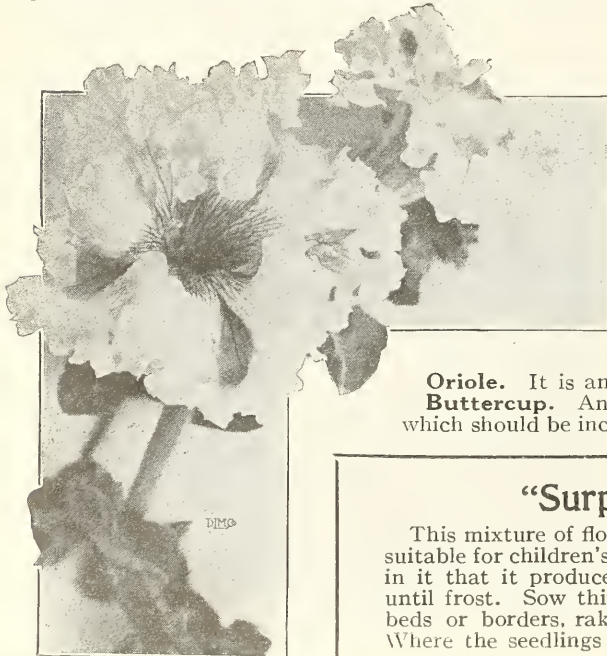 DLMCo
Oriole. It is an
Buttercup. An
which should be inc
"Surp
This mixture of flo
suitable for children's
in it that it produce
until frost. Sow thi
beds or borders, rak
Where the seedlings